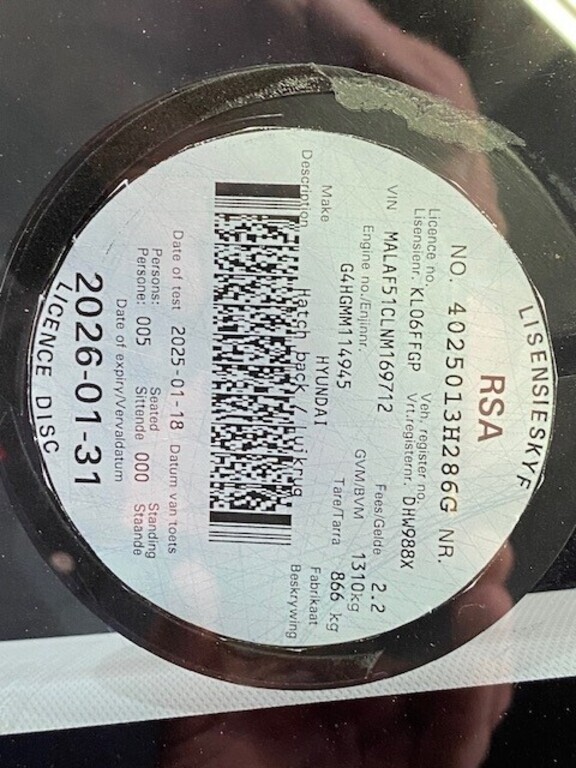 LISENSIESKYF
RSA
NO. 4025013H286G NR.
Licence no. Veh. register no.
Lisensienr. KL06FFGP Vrt.registernr. DHW988X
VIN MALAF51CLNM169712 Fees/Gelde 2.2
Engine no./Enjinnr. GVM/BVM 1310kg
G4HGMM114945 Tare/Tarra 866 kg
Make HYUNDAI Fabrikaat
Description Hatch back / Luikrug Beskrywing
Date of test 2025-01-18 Datum van toets
Persons: Seated Standing
Persone: 005 Sittende 000 Staande
Date of expiry/Vervaldatum
2026-01-31
LICENCE DISC